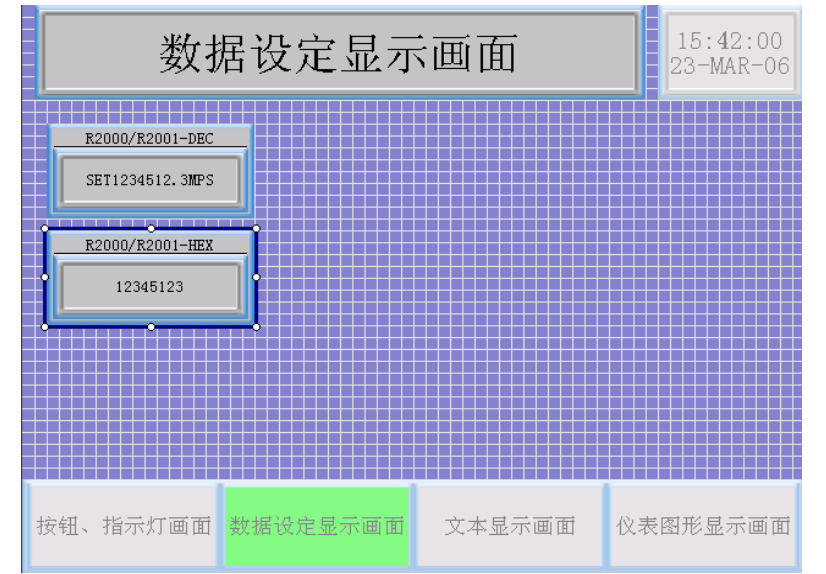 数据设定显示画面
15:42:00
23-MAR-06
R2000/R2001-DEC
SET1234512.3MPS
R2000/R2001-HEX
12345123
按钮、指示灯画面
数据设定显示画面
文本显示画面
仪表图形显示画面